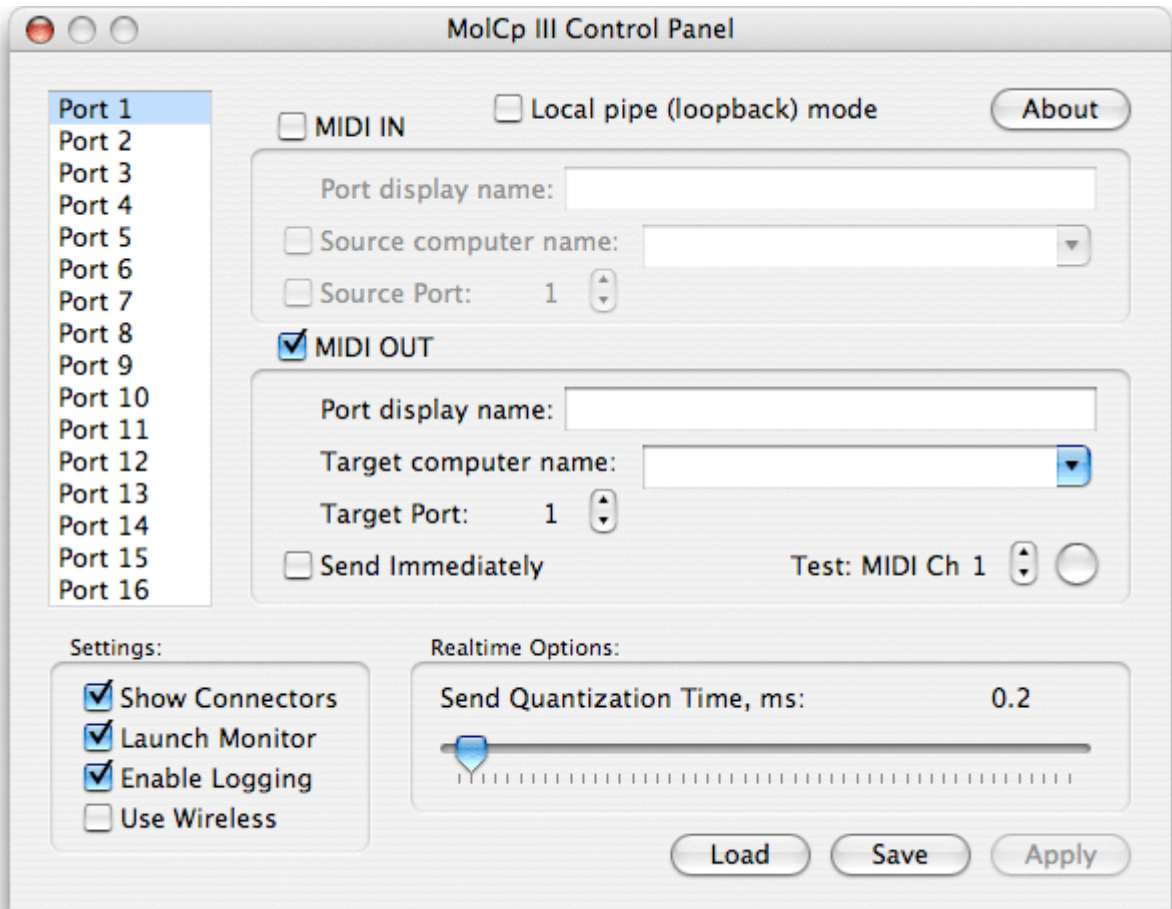 MolCp III Control Panel
Port 1
Port 2
Port 3
Port 4
Port 5
Port 6
Port 7
Port 8
Port 9
Port 10
Port 11
Port 12
Port 13
Port 14
Port 15
Port 16
Local pipe (loopback) mode
About
MIDI IN
Port display name:
Source computer name:
Source Port: 1
MIDI OUT
Port display name:
Target computer name:
Target Port: 1
Send Immediately
Test: MIDI Ch 1
Settings:
Show Connectors
Launch Monitor
Enable Logging
Use Wireless
Realtime Options:
Send Quantization Time, ms: 0.2
Load
Save
Apply